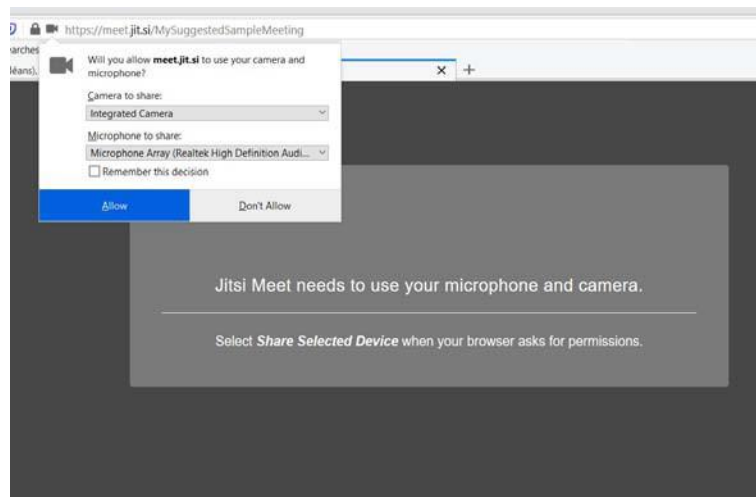 https://meet.jit.si/MySuggestedSampleMeeting
arches
léans).
Will you allow meet.jit.si to use your camera and
microphone?
Camera to share:
Integrated Camera
Microphone to share:
Microphone Array (Realtek High Definition Audi...
Remember this decision
Allow
Don't Allow
Jitsi Meet needs to use your microphone and camera.
Select Share Selected Device when your browser asks for permissions.